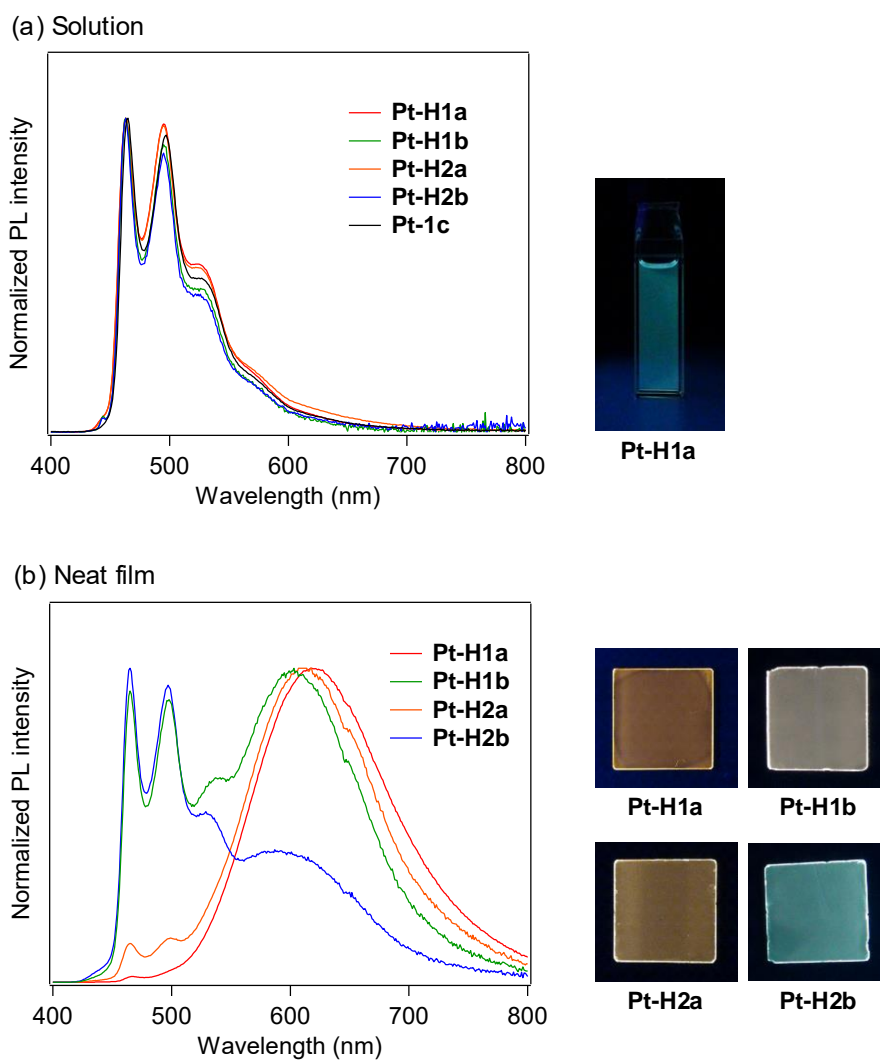 (a) Solution
Normalized PL intensity
Pt-H1a
Pt-H1b
Pt-H2a
Pt-H2b
Pt-1c
400 500 600 700 800
Wavelength (nm)
Pt-H1a
(b) Neat film
Normalized PL intensity
Pt-H1a
Pt-H1b
Pt-H2a
Pt-H2b
400 500 600 700 800
Wavelength (nm)
Pt-H1a Pt-H1b
Pt-H2a Pt-H2b